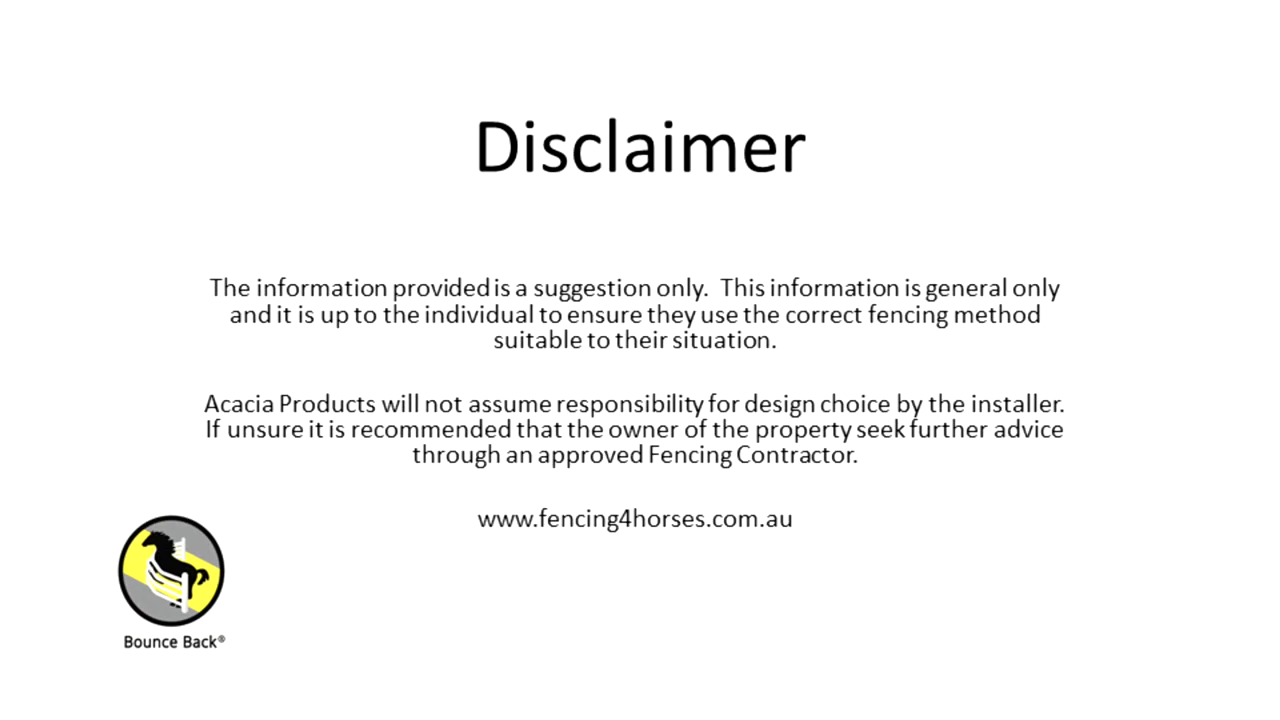 Disclaimer
The information provided is a suggestion only.  This information is general only
and it is up to the individual to ensure they use the correct fencing method
suitable to their situation.
Acacia Products will not assume responsibility for design choice by the installer.
If unsure it is recommended that the owner of the property seek further advice
through an approved Fencing Contractor.
www.fencing4horses.com.au
Bounce Back®